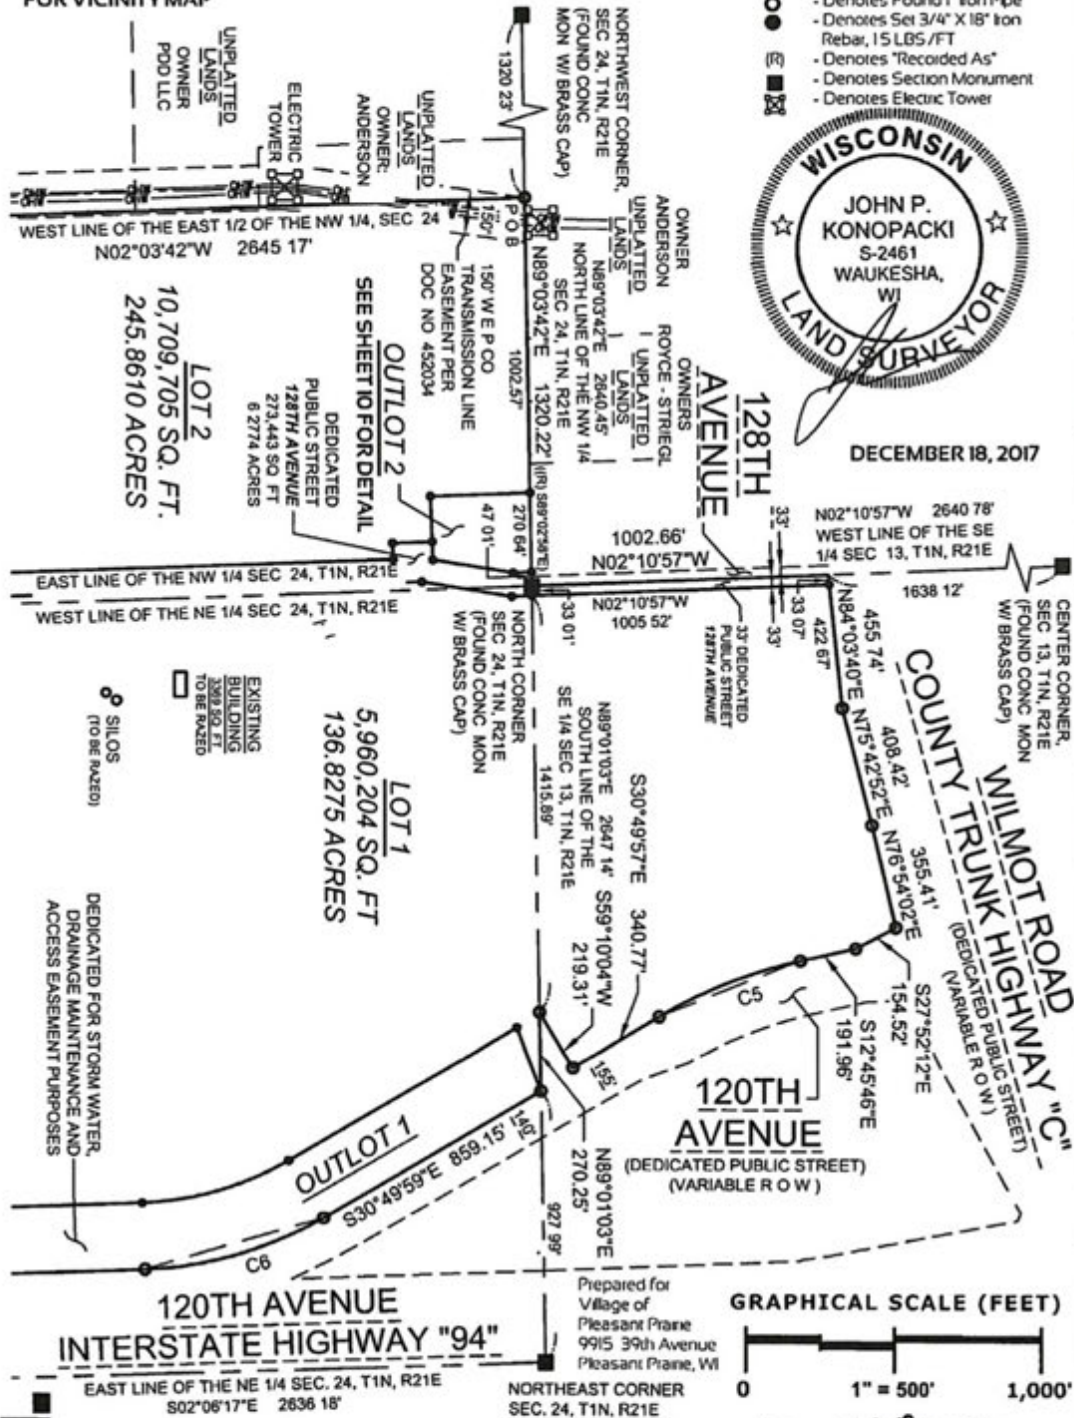 FOR VICINITY MAP
- Denotes Found 1" Iron Pipe
- Denotes Set 3/4" X 18" Iron
Rebar, 1 5 LBS /FT
(R) - Denotes "Recorded As"
- Denotes Section Monument
- Denotes Electric Tower
WISCONSIN
JOHN P.
KONOPACKI
S-2461
WAUKESHA,
WI
LAND SURVEYOR
DECEMBER 18, 2017
NORTHWEST CORNER,
SEC 24, T1N, R21E
(FOUND CONC
MON W/ BRASS CAP)
1320 23'
UNPLATTED
LANDS
OWNER
PDO LLC
ELECTRIC
TOWER
UNPLATTED
LANDS
OWNER:
ANDERSON
WEST LINE OF THE EAST 1/2 OF THE NW 1/4, SEC 24
N02°03'42"W 2645 17'
150'
P O B
150' W E P CO
TRANSMISSION LINE
EASEMENT PER
DOC NO 452034
OWNER
ANDERSON
UNPLATTED
LANDS
N89°03'42"E 2640.45'
NORTH LINE OF THE NW 1/4
SEC 24, T1N, R21E
N89°03'42"E 1320.22'
((R) S89°02'58"E)
1002.57'
270 64'
47 01'
OWNERS
ROYCE - STRIEGL
UNPLATTED
LANDS
128TH
AVENUE
N02°10'57"W 2640 78'
WEST LINE OF THE SE
1/4 SEC 13, T1N, R21E
1638 12'
CENTER CORNER,
SEC 13, T1N, R21E
(FOUND CONC MON
W/ BRASS CAP)
1002.66'
N02°10'57"W
33'
33'
N02°10'57"W
1005 52'
33 01'
33 07'
33' DEDICATED
PUBLIC STREET
128TH AVENUE
LOT 2
10,709,705 SQ. FT.
245.8610 ACRES
OUTLOT 2
SEE SHEET 10 FOR DETAIL
DEDICATED
PUBLIC STREET
128TH AVENUE
273,443 SQ FT
6 2774 ACRES
EAST LINE OF THE NW 1/4 SEC 24, T1N, R21E
WEST LINE OF THE NE 1/4 SEC 24, T1N, R21E
NORTH CORNER
SEC 24, T1N, R21E
(FOUND CONC MON
W/ BRASS CAP)
EXISTING
BUILDING
3369 SQ FT
TO BE RAZED
SILOS
(TO BE RAZED)
LOT 1
5,960,204 SQ. FT
136.8275 ACRES
N89°01'03"E 2647 14'
SOUTH LINE OF THE
SE 1/4 SEC 13, T1N, R21E
1415.89'
455 74'
N84°03'40"E
422 67'
408.42'
N75°42'52"E
355.41'
N76°54'02"E
WILMOT ROAD
COUNTY TRUNK HIGHWAY "C"
(DEDICATED PUBLIC STREET)
(VARIABLE R O W )
S27°52'12"E
154.52'
S12°45'46"E
191.96'
C5
S30°49'57"E 340.77'
S59°10'04"W
219.31'
155'
140'
120TH
AVENUE
(DEDICATED PUBLIC STREET)
(VARIABLE R O W )
N89°01'03"E
270.25'
927 99'
OUTLOT 1
S30°49'59"E 859.15'
C6
DEDICATED FOR STORM WATER,
DRAINAGE MAINTENANCE AND
ACCESS EASEMENT PURPOSES
120TH AVENUE
INTERSTATE HIGHWAY "94"
EAST LINE OF THE NE 1/4 SEC. 24, T1N, R21E
S02°06'17"E 2636 18'
NORTHEAST CORNER
SEC. 24, T1N, R21E
Prepared for
Village of
Pleasant Prairie
9915 39th Avenue
Pleasant Prairie, WI
GRAPHICAL SCALE (FEET)
0 1" = 500' 1,000'